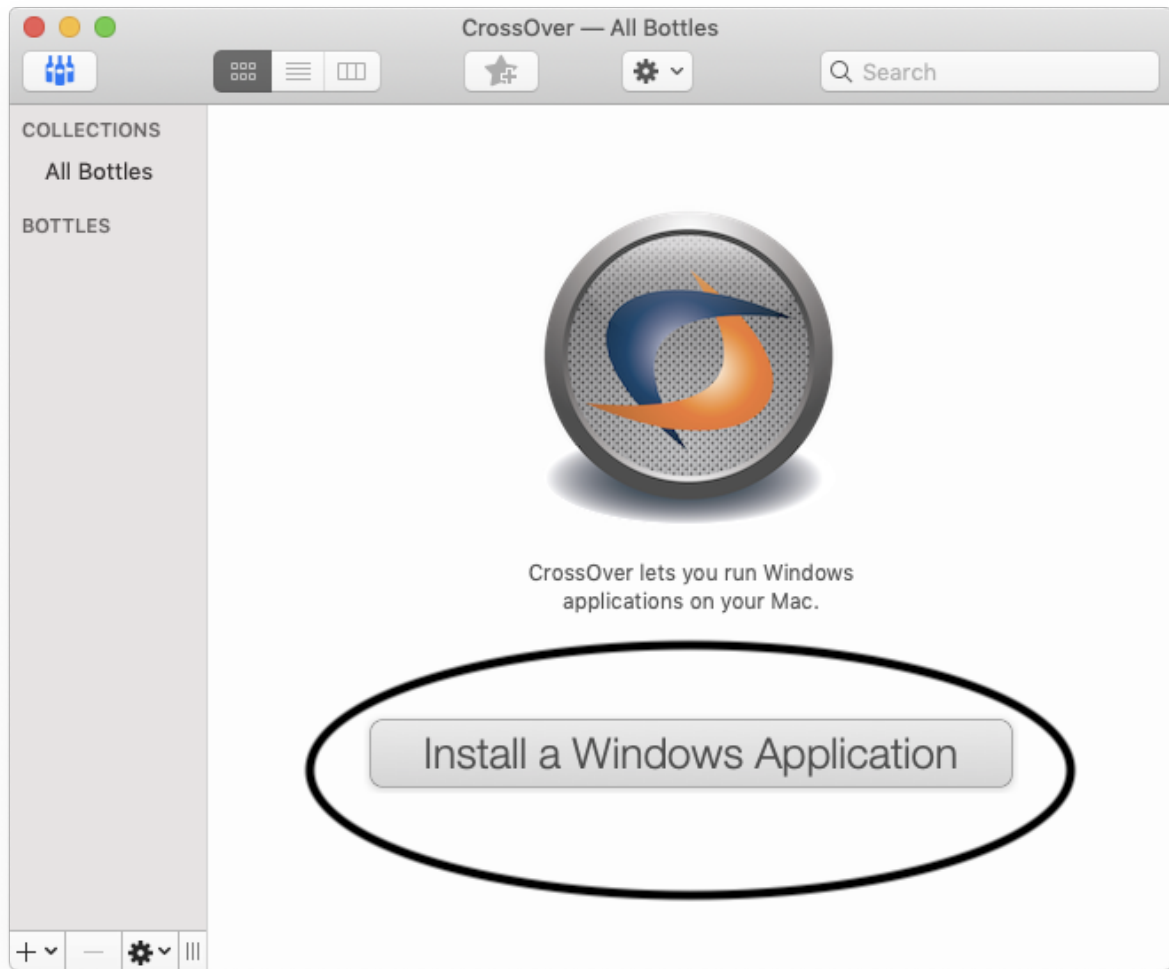 CrossOver — All Bottles
Search
COLLECTIONS
All Bottles
BOTTLES
CrossOver lets you run Windows
applications on your Mac.
Install a Windows Application